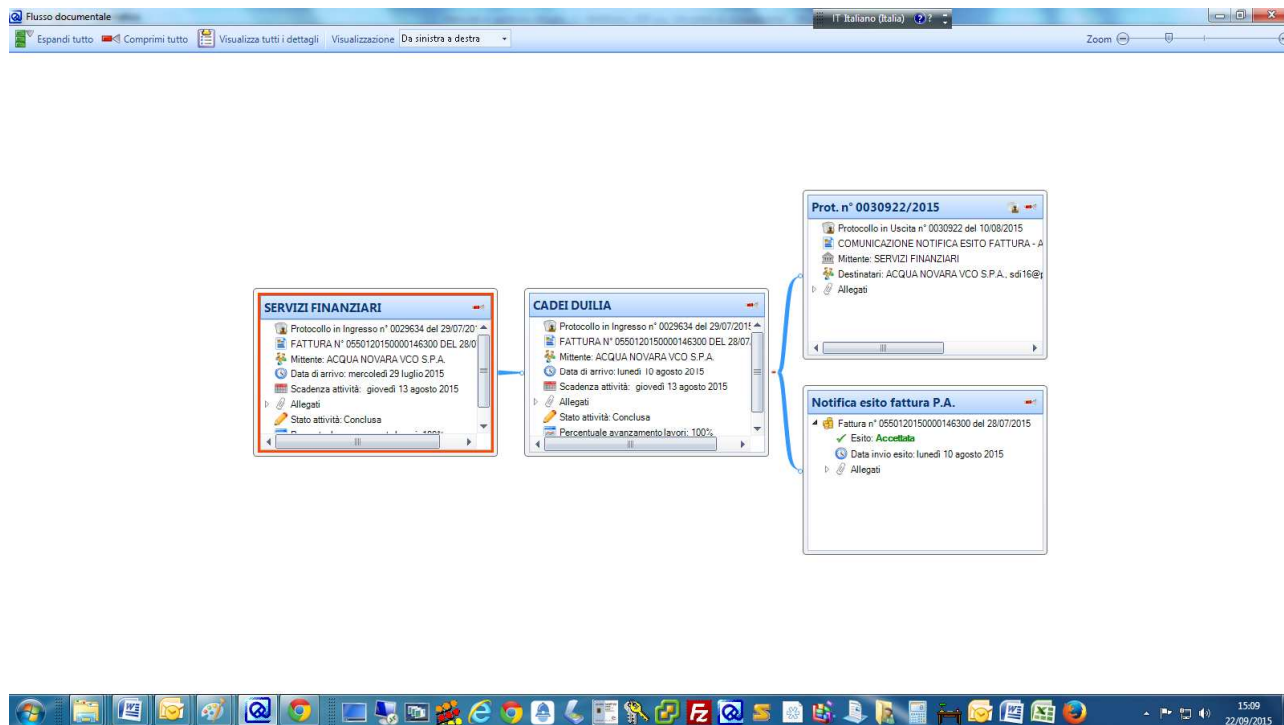 Flusso documentale
IT Italiano (Italia)
Espandi tutto Comprimi tutto Visualizza tutti i dettagli Visualizzazione Da sinistra a destra
Zoom
SERVIZI FINANZIARI
Protocollo in Ingresso n° 0029634 del 29/07/20
FATTURA N° 0550120150000146300 DEL 28/0
Mittente: ACQUA NOVARA VCO S.P.A.
Data di arrivo: mercoledì 29 luglio 2015
Scadenza attività: giovedì 13 agosto 2015
Allegati
Stato attività: Conclusa
Percentuale avanzamento lavori: 100%
CADEI DUILIA
Protocollo in Ingresso n° 0029634 del 29/07/2015
FATTURA N° 0550120150000146300 DEL 28/07
Mittente: ACQUA NOVARA VCO S.P.A.
Data di arrivo: lunedì 10 agosto 2015
Scadenza attività: giovedì 13 agosto 2015
Allegati
Stato attività: Conclusa
Percentuale avanzamento lavori: 100%
Prot. n° 0030922/2015
Protocollo in Uscita n° 0030922 del 10/08/2015
COMUNICAZIONE NOTIFICA ESITO FATTURA - A
Mittente: SERVIZI FINANZIARI
Destinatari: ACQUA NOVARA VCO S.P.A., sdi16@p
Allegati
Notifica esito fattura P.A.
Fattura n° 0550120150000146300 del 28/07/2015
Esito: Accettata
Data invio esito: lunedì 10 agosto 2015
Allegati
15:09
22/09/2015